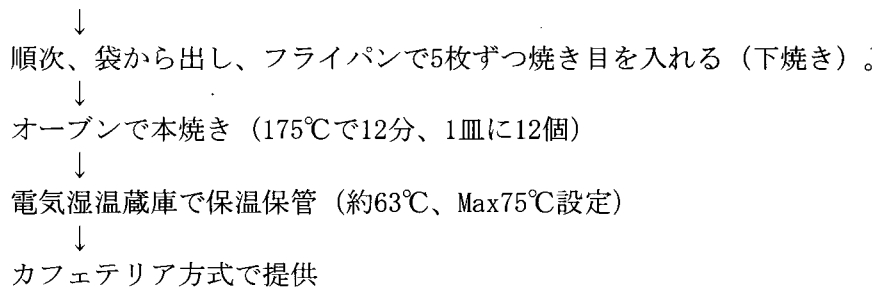 ↓
順次、袋から出し、フライパンで5枚ずつ焼き目を入れる（下焼き）。
↓
オーブンで本焼き（175℃で12分、1皿に12個）
↓
電気湿温蔵庫で保温保管（約63℃、Max75℃設定）
↓
カフェテリア方式で提供